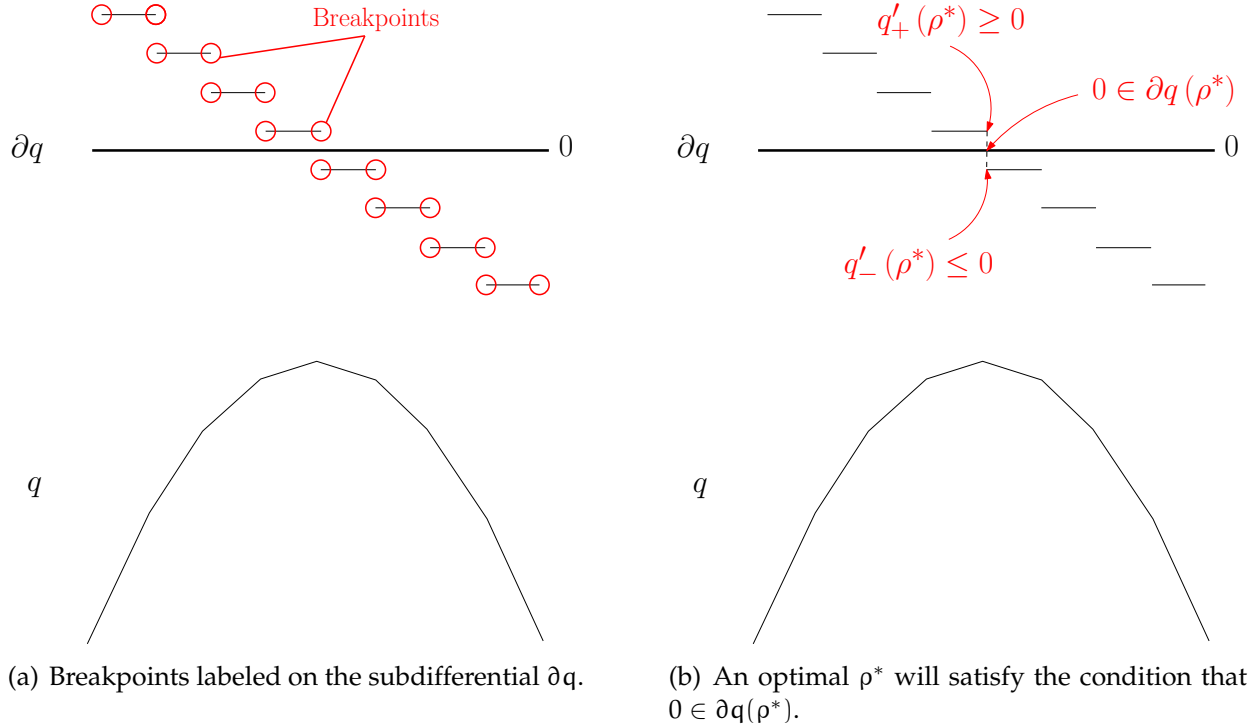 Breakpoints
∂q
0
q
(a) Breakpoints labeled on the subdifferential ∂q.
q′₊ (ρ*) ≥ 0
0 ∈ ∂q (ρ*)
∂q
0
q′₋ (ρ*) ≤ 0
q
(b) An optimal ρ* will satisfy the condition that
0 ∈ ∂q(ρ*).